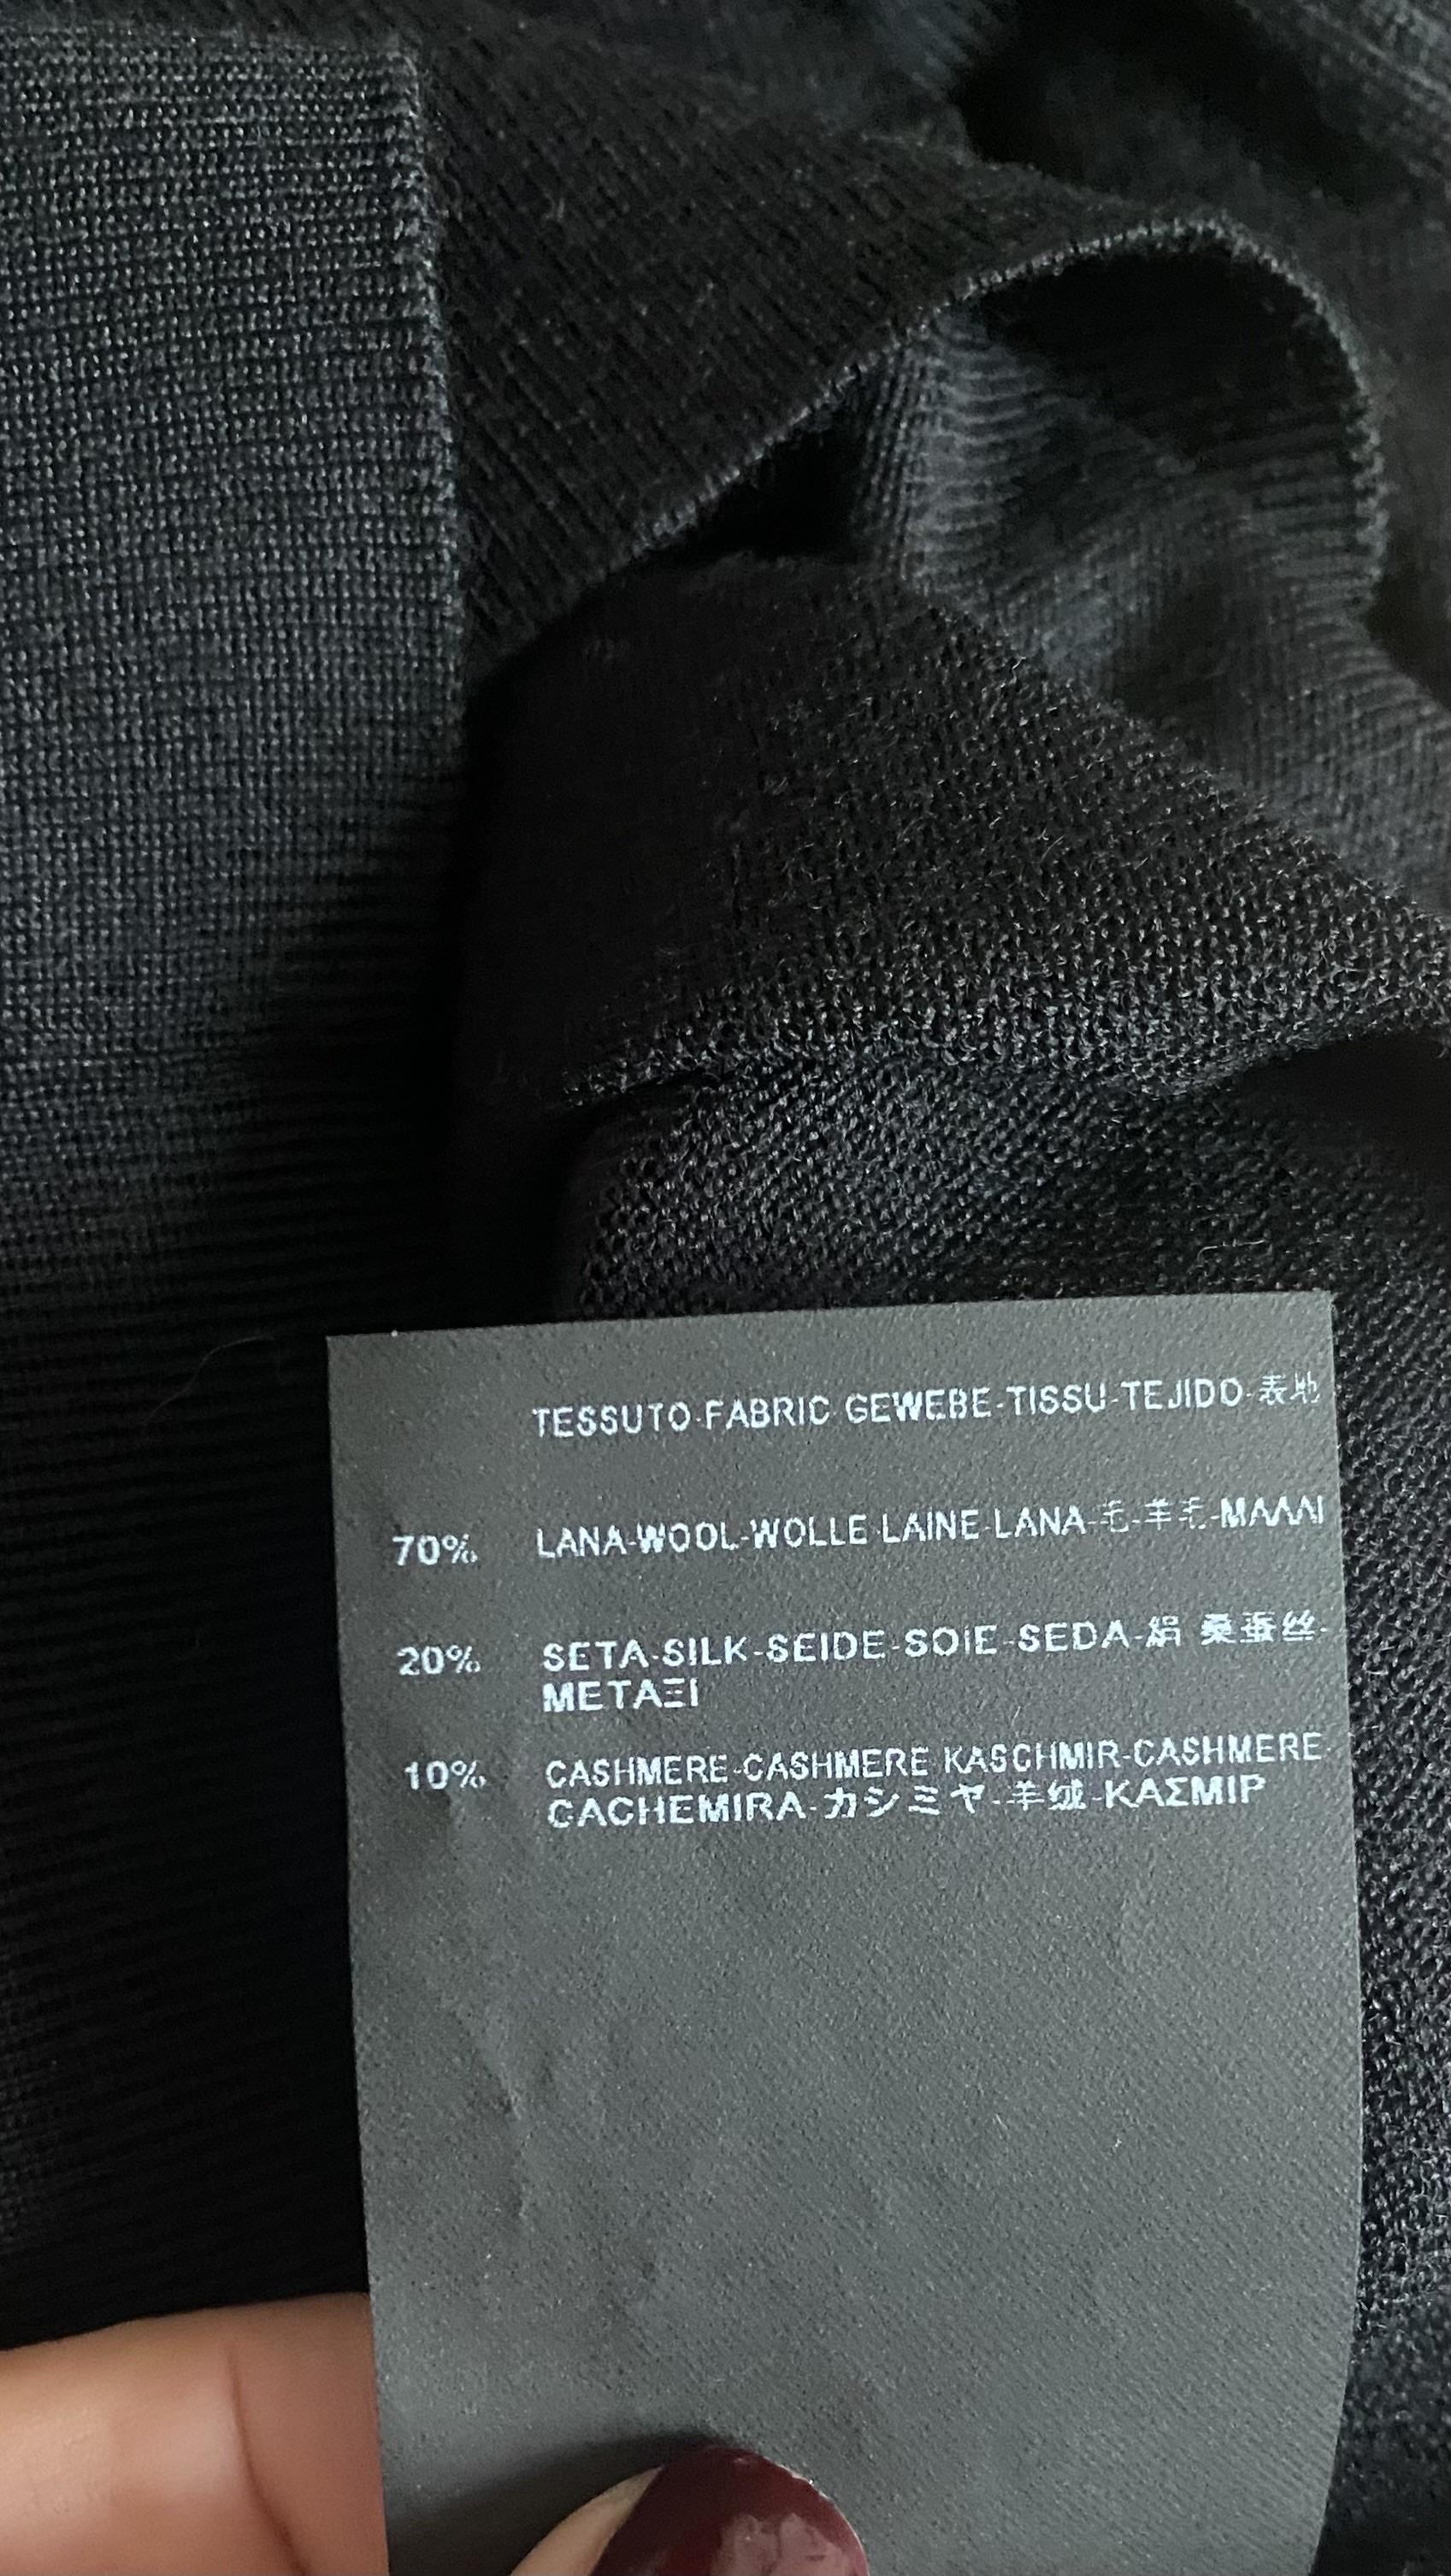 TESSUTO-FABRIC GEWEBE-TISSU-TEJIDO-表地
70% LANA-WOOL-WOLLE LAINE-LANA-毛-羊毛-ΜΑΛΛΙ
20% SETA-SILK-SEIDE-SOIE-SEDA-絹 桑蚕丝-
ΜΕΤΑΞΙ
10% CASHMERE-CASHMERE KASCHMIR-CASHMERE-
CACHEMIRA-カシミヤ-羊绒-ΚΑΣΜΙΡ